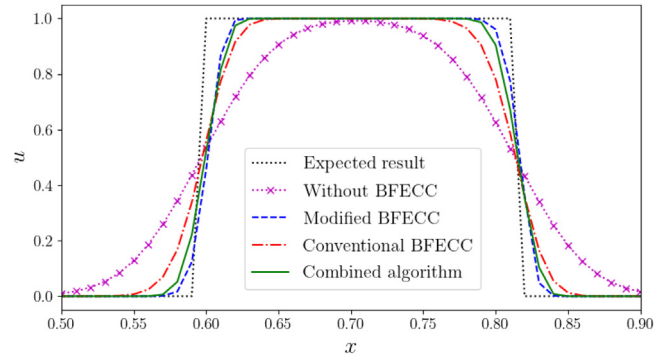 1.0
0.8
0.6
0.4
0.2
0.0
u
Expected result
Without BFECC
Modified BFECC
Conventional BFECC
Combined algorithm
0.50 0.55 0.60 0.65 0.70 0.75 0.80 0.85 0.90
x